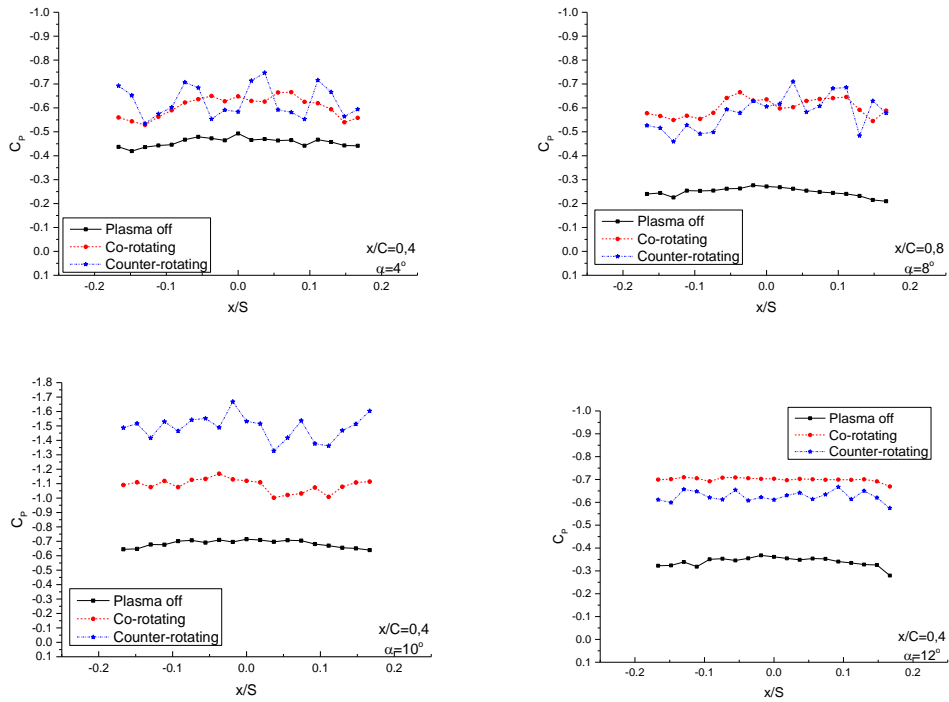 -1.0
-0.9
-0.8
-0.7
-0.6
-0.5
-0.4
-0.3
-0.2
-0.1
0.0
0.1
C_P
Plasma off
Co-rotating
Counter-rotating
x/C=0,4
α=4°
-0.2 -0.1 0.0 0.1 0.2
x/S
-1.0
-0.9
-0.8
-0.7
-0.6
-0.5
-0.4
-0.3
-0.2
-0.1
0.0
0.1
C_P
Plasma off
Co-rotating
Counter-rotating
x/C=0,8
α=8°
-0.2 -0.1 0.0 0.1 0.2
x/S
-1.8
-1.7
-1.6
-1.5
-1.4
-1.3
-1.2
-1.1
-1.0
-0.9
-0.8
-0.7
-0.6
-0.5
-0.4
-0.3
-0.2
-0.1
0.0
0.1
C_P
Plasma off
Co-rotating
Counter-rotating
x/C=0,4
α=10°
-0.2 -0.1 0.0 0.1 0.2
x/S
-1.0
-0.9
-0.8
-0.7
-0.6
-0.5
-0.4
-0.3
-0.2
-0.1
0.0
0.1
C_P
Plasma off
Co-rotating
Counter-rotating
x/C=0,4
α=12°
-0.2 -0.1 0.0 0.1 0.2
x/S